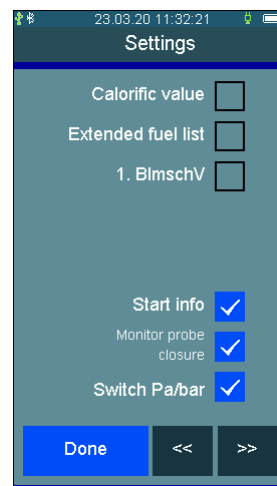 23.03.20 11:32:21
Settings
Calorific value
Extended fuel list
1. BImschV
Start info
Monitor probe
closure
Switch Pa/bar
Done
<<
>>